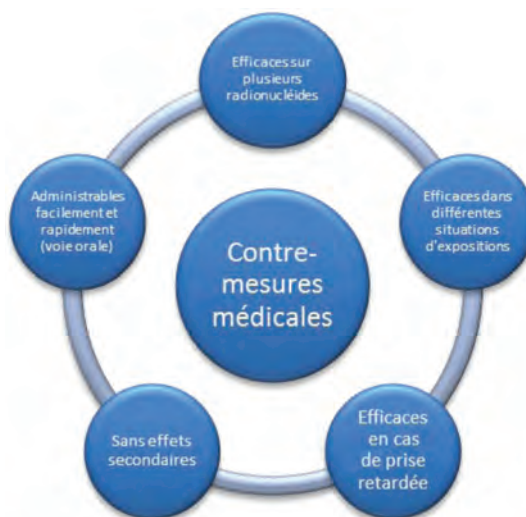 Efficaces sur
plusieurs
radionucléides
Administrables
facilement et
rapidement
(voie orale)
Efficaces dans
différentes
situations
d'expositions
Contre-
mesures
médicales
Sans effets
secondaires
Efficaces
en cas
de prise
retardée